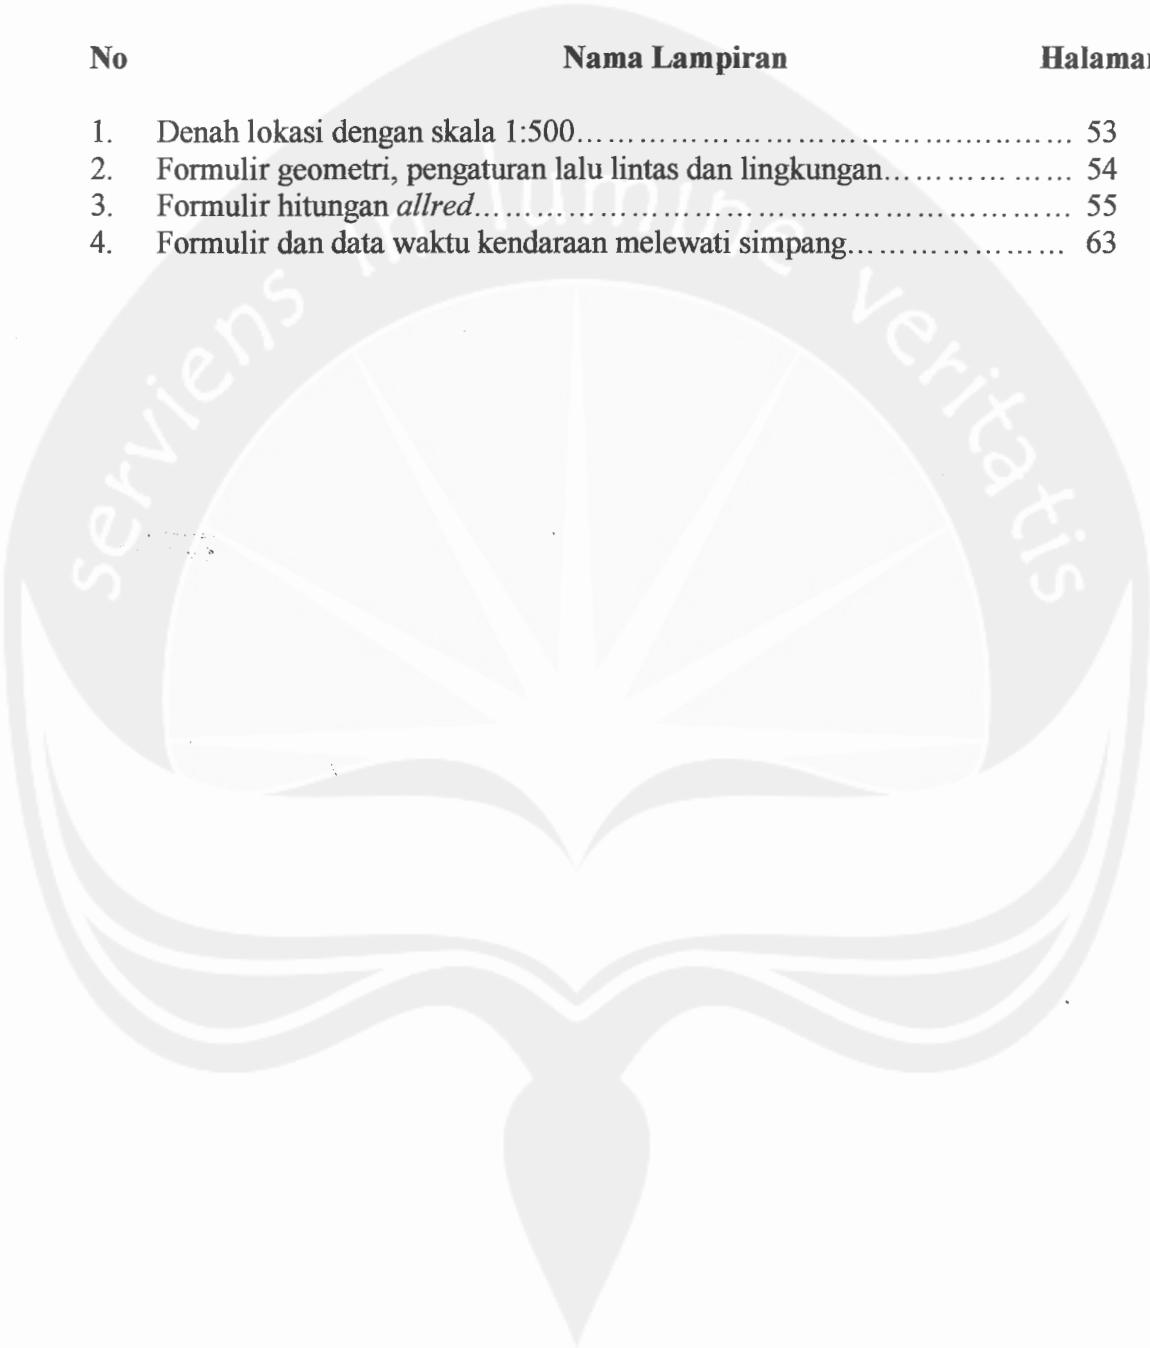 No Nama Lampiran Halaman
1. Denah lokasi dengan skala 1:500.................................................. 53
2. Formulir geometri, pengaturan lalu lintas dan lingkungan................... 54
3. Formulir hitungan allred............................................................ 55
4. Formulir dan data waktu kendaraan melewati simpang...................... 63
serviens in lumine veritatis